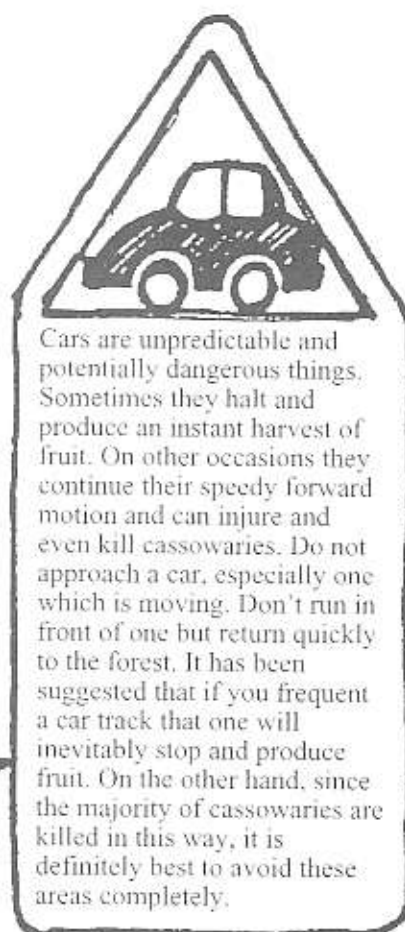 Cars are unpredictable and
potentially dangerous things.
Sometimes they halt and
produce an instant harvest of
fruit. On other occasions they
continue their speedy forward
motion and can injure and
even kill cassowaries. Do not
approach a car, especially one
which is moving. Don't run in
front of one but return quickly
to the forest. It has been
suggested that if you frequent
a car track that one will
inevitably stop and produce
fruit. On the other hand, since
the majority of cassowaries are
killed in this way, it is
definitely best to avoid these
areas completely.